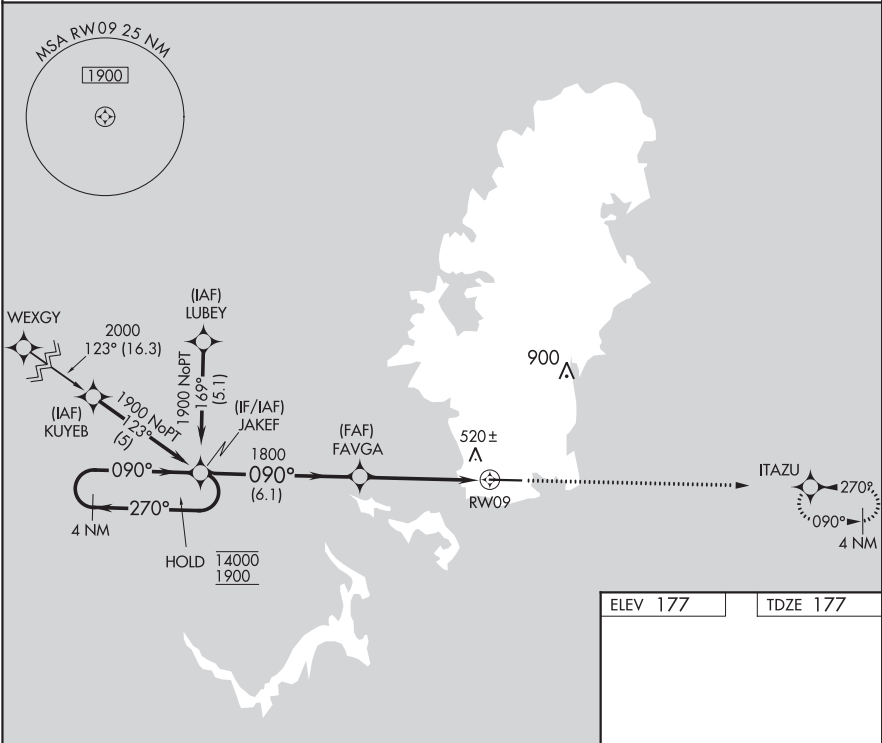 MSA RW09 25 NM
1900
(IAF)
LUBEY
WEXGY
2000
123° (16.3)
1900 NoPT
169°
(5.1)
(IAF)
KUYEB
1900 NoPT
123°
(5)
(IF/IAF)
JAKEF
1800
090°
(6.1)
(FAF)
FAVGA
900
520±
RW09
ITAZU
270°
090°
4 NM
090°
270°
4 NM
HOLD
14000
1900
ELEV 177
TDZE 177